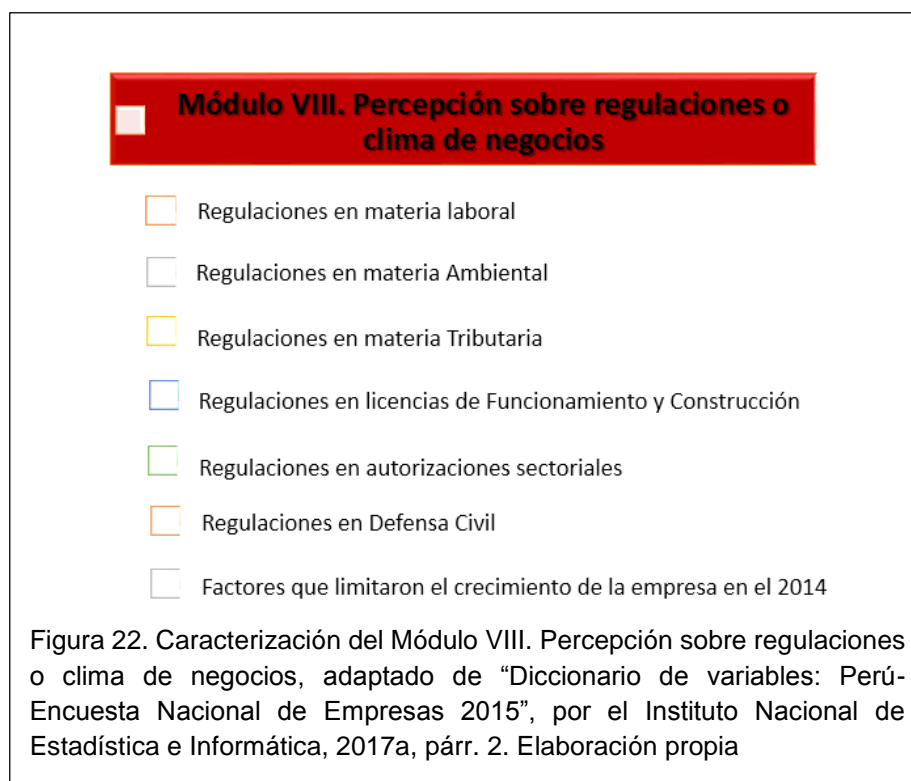 Módulo VIII. Percepción sobre regulaciones o
clima de negocios
Regulaciones en materia laboral
Regulaciones en materia Ambiental
Regulaciones en materia Tributaria
Regulaciones en licencias de Funcionamiento y Construcción
Regulaciones en autorizaciones sectoriales
Regulaciones en Defensa Civil
Factores que limitaron el crecimiento de la empresa en el 2014
Figura 22. Caracterización del Módulo VIII. Percepción sobre regulaciones
o clima de negocios, adaptado de “Diccionario de variables: Perú-
Encuesta Nacional de Empresas 2015”, por el Instituto Nacional de
Estadística e Informática, 2017a, párr. 2. Elaboración propia